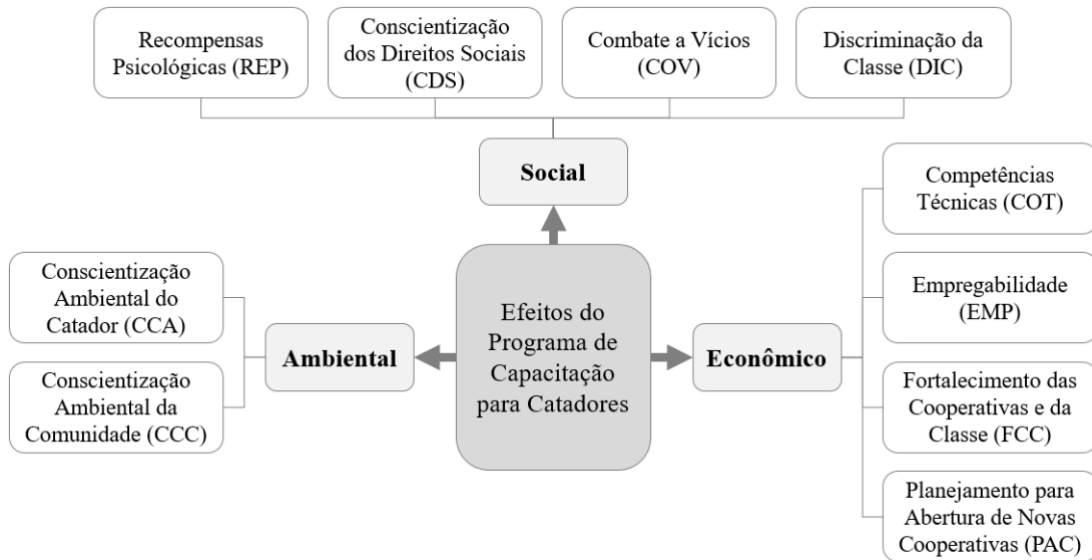 Recompensas
Psicológicas (REP)
Conscientização
dos Direitos Sociais
(CDS)
Combate a Vícios
(COV)
Discriminação da
Classe (DIC)
Social
Competências
Técnicas (COT)
Conscientização
Ambiental do
Catador (CCA)
Efeitos do
Programa de
Capacitação
para Catadores
Empregabilidade
(EMP)
Ambiental
Econômico
Conscientização
Ambiental da
Comunidade (CCC)
Fortalecimento das
Cooperativas e da
Classe (FCC)
Planejamento para
Abertura de Novas
Cooperativas (PAC)